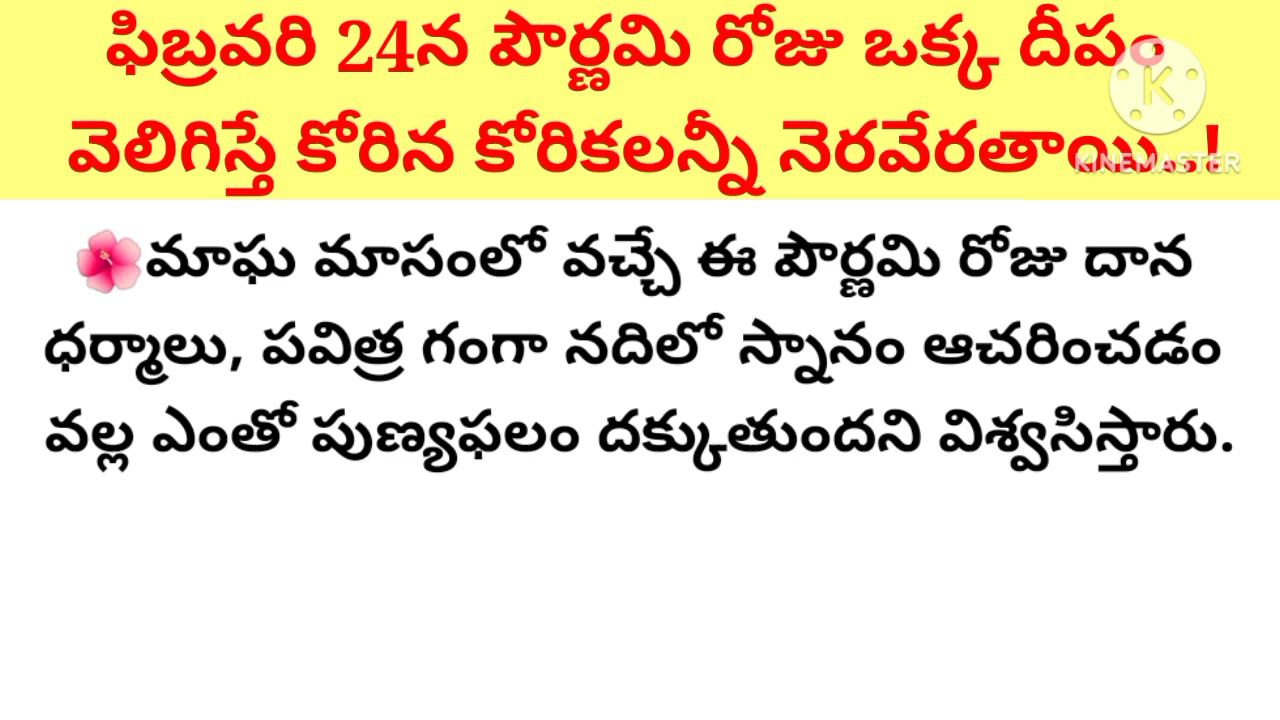 ఫిబ్రవరి 24న పౌర్ణమి రోజు ఒక్క దీపం
వెలిగిస్తే కోరిన కోరికలన్నీ నెరవేరతాయి..!
K
KINEMASTER
🌺మాఘ మాసంలో వచ్చే ఈ పౌర్ణమి రోజు దాన
ధర్మాలు, పవిత్ర గంగా నదిలో స్నానం ఆచరించడం
వల్ల ఎంతో పుణ్యఫలం దక్కుతుందని విశ్వసిస్తారు.